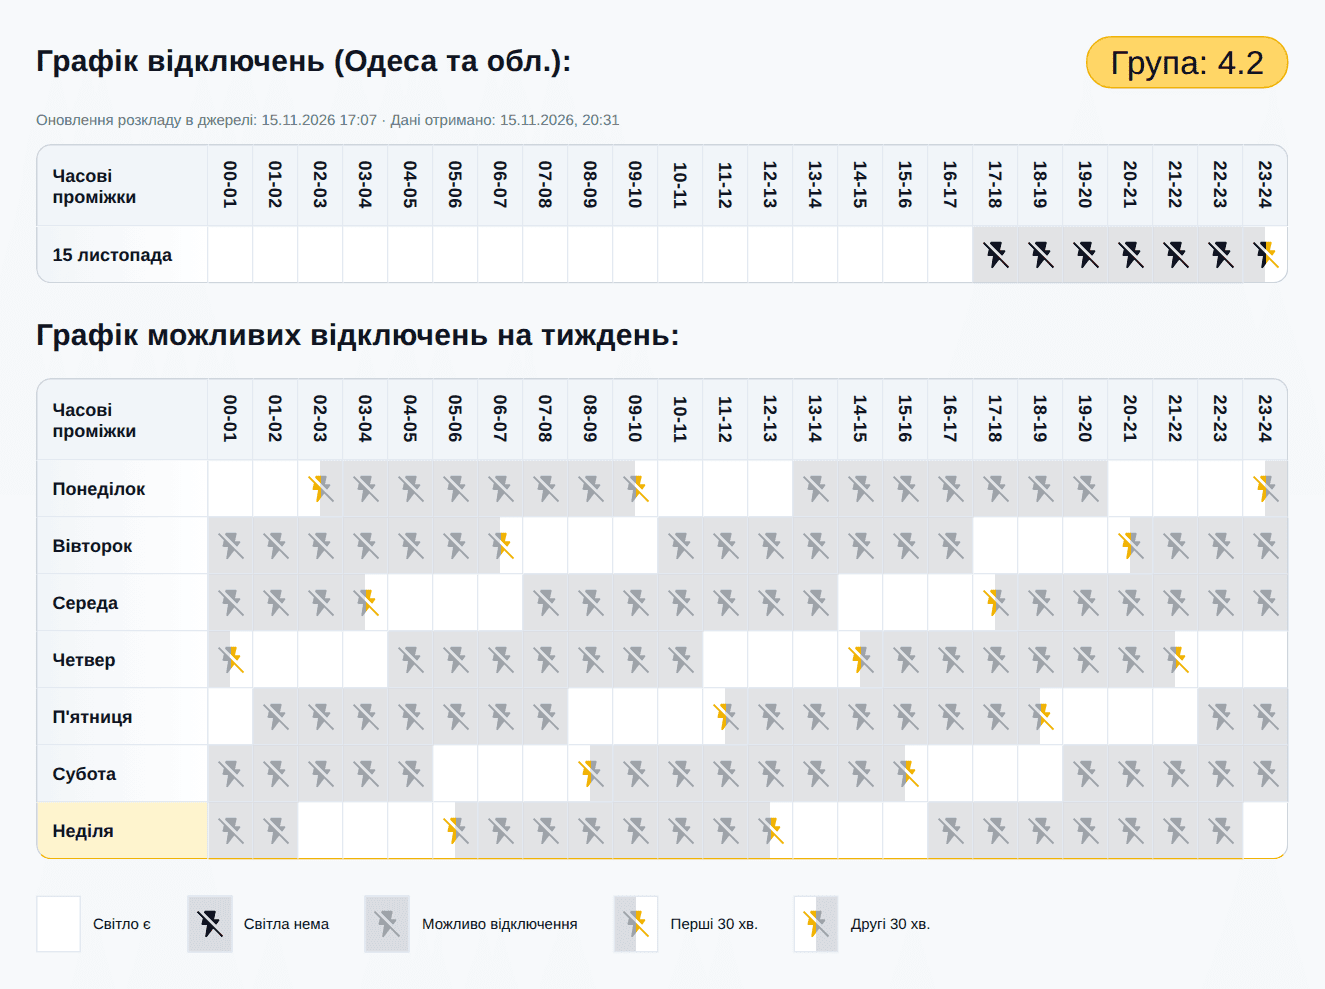 Графік відключень (Одеса та обл.):
Група: 4.2
Оновлення розкладу в джерелі: 15.11.2026 17:07 · Дані отримано: 15.11.2026, 20:31
Часові проміжки 00-01 01-02 02-03 03-04 04-05 05-06 06-07 07-08 08-09 09-10 10-11 11-12 12-13 13-14 14-15 15-16 16-17 17-18 18-19 19-20 20-21 21-22 22-23 23-24
15 листопада
Графік можливих відключень на тиждень:
Часові проміжки 00-01 01-02 02-03 03-04 04-05 05-06 06-07 07-08 08-09 09-10 10-11 11-12 12-13 13-14 14-15 15-16 16-17 17-18 18-19 19-20 20-21 21-22 22-23 23-24
Понеділок
Вівторок
Середа
Четвер
П'ятниця
Субота
Неділя
Світло є Світла нема Можливо відключення Перші 30 хв. Другі 30 хв.